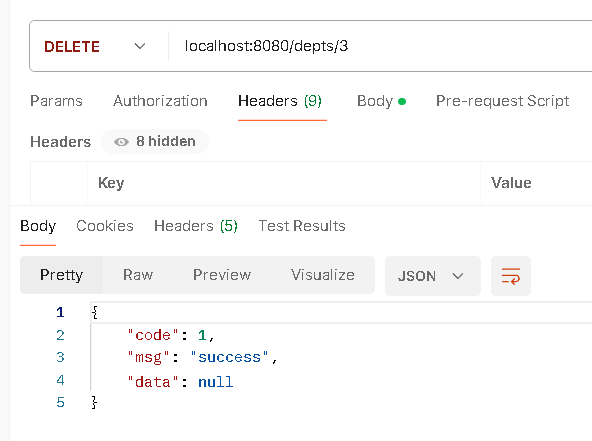 DELETE localhost:8080/depts/3
Params Authorization Headers (9) Body Pre-request Script
Headers 8 hidden
Key Value
Body Cookies Headers (5) Test Results
Pretty Raw Preview Visualize JSON
1 {
2 "code": 1,
3 "msg": "success",
4 "data": null
5 }